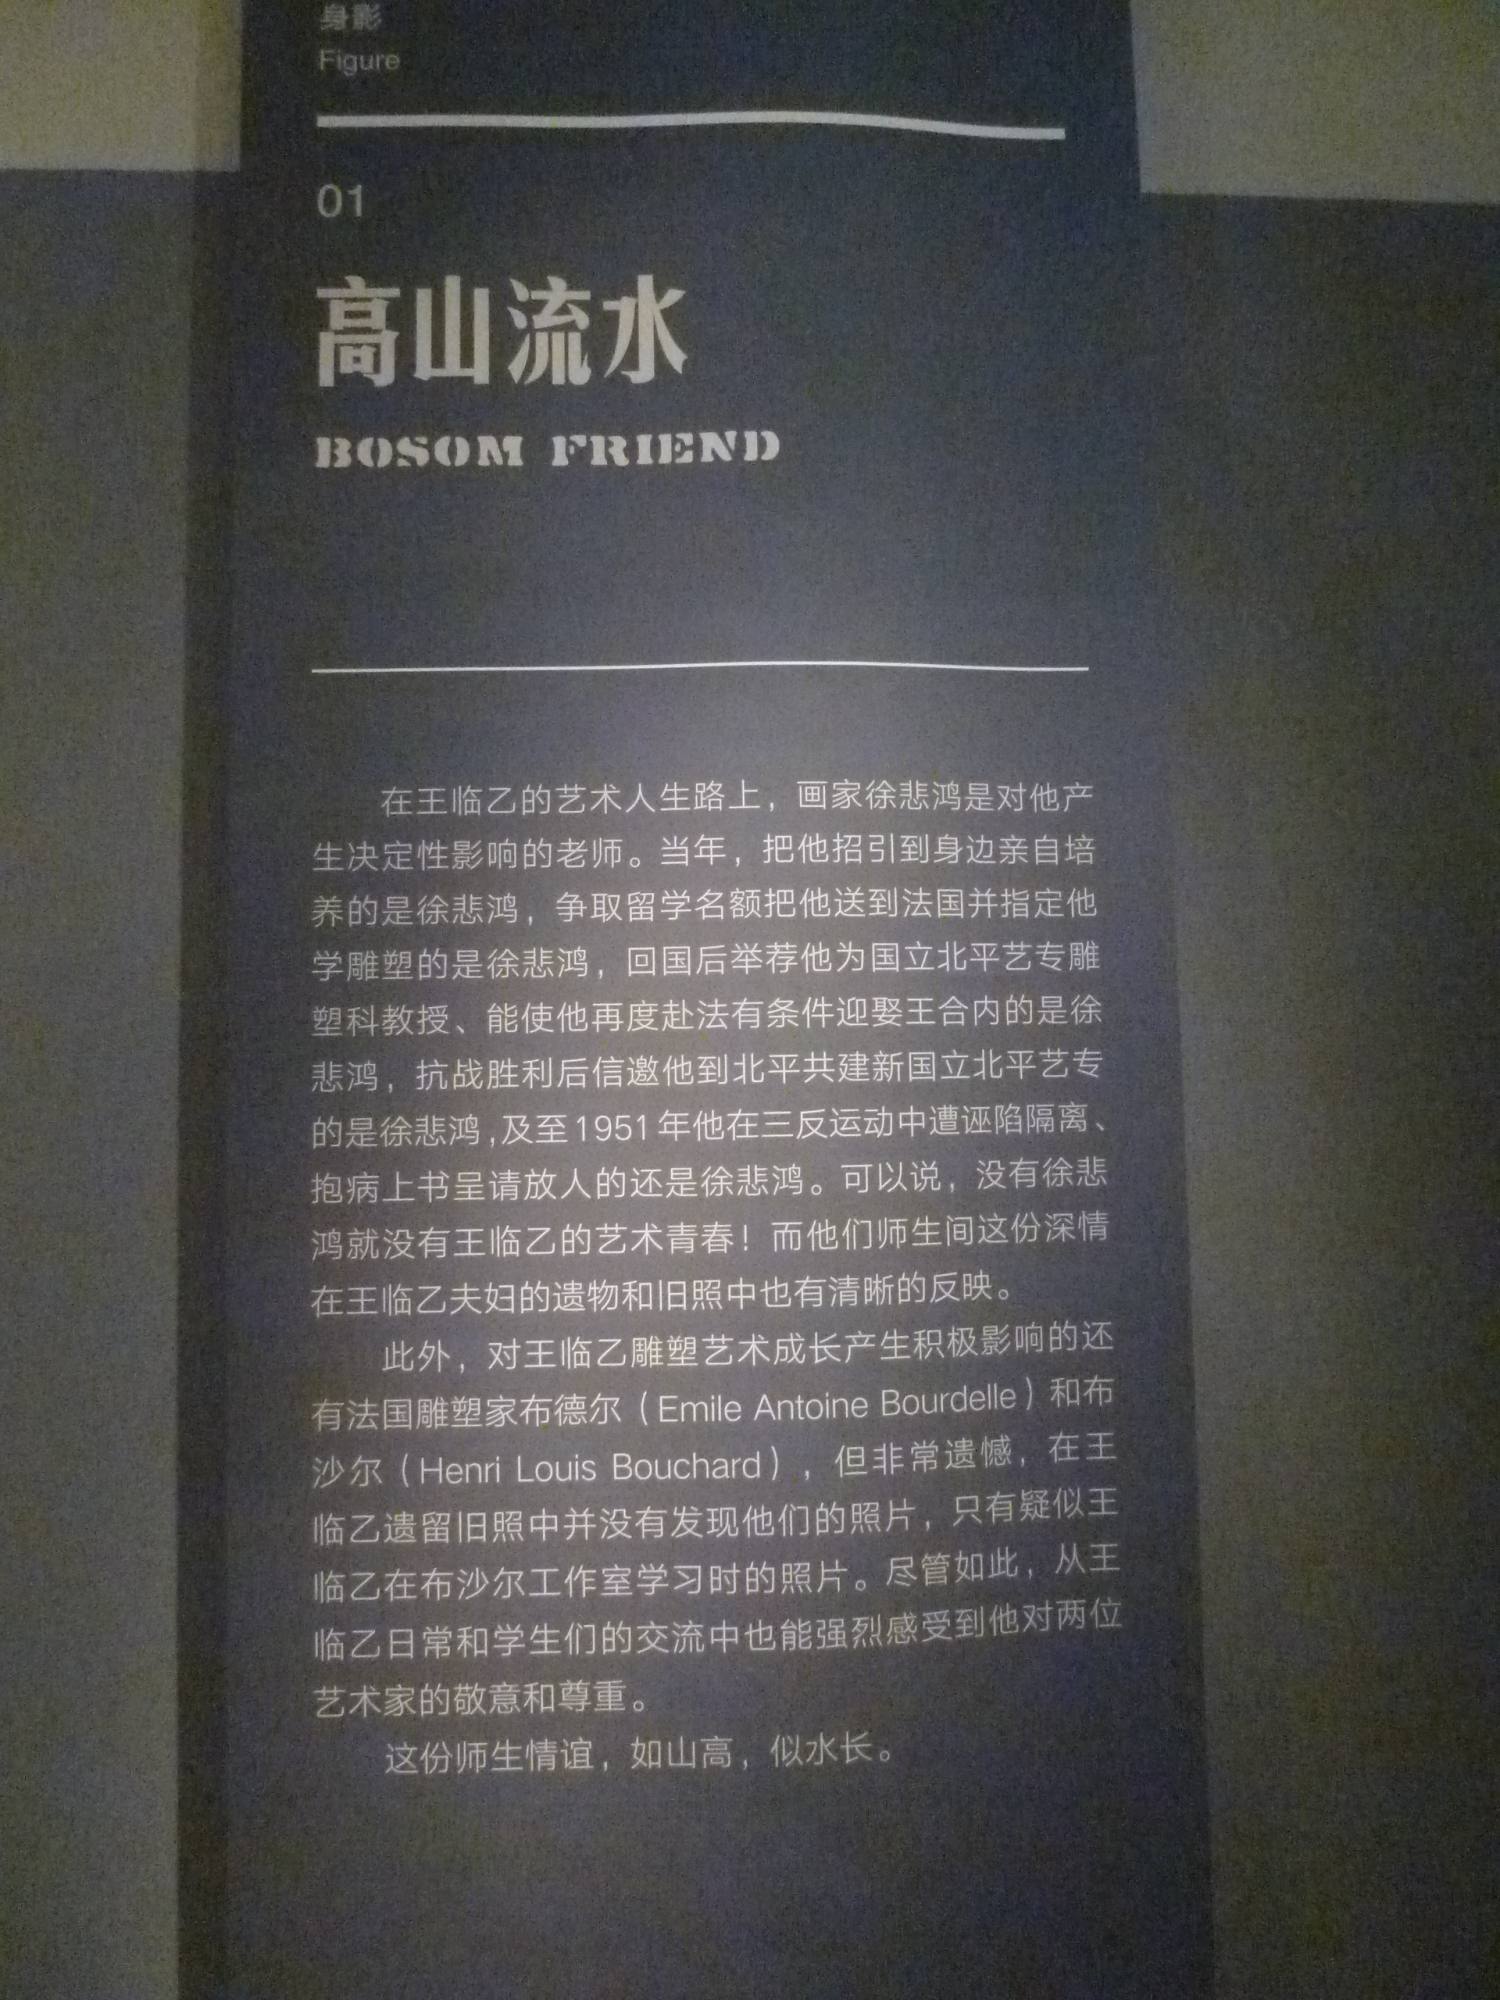 身影
Figure
01
高山流水
BOSOM FRIEND
在王临乙的艺术人生路上，画家徐悲鸿是对他产
生决定性影响的老师。当年，把他招引到身边亲自培
养的是徐悲鸿，争取留学名额把他送到法国并指定他
学雕塑的是徐悲鸿，回国后举荐他为国立北平艺专雕
塑科教授、能使他再度赴法有条件迎娶王合内的是徐
悲鸿，抗战胜利后信邀他到北平共建新国立北平艺专
的是徐悲鸿,及至1951年他在三反运动中遭诬陷隔离、
抱病上书呈请放人的还是徐悲鸿。可以说，没有徐悲
鸿就没有王临乙的艺术青春！而他们师生间这份深情
在王临乙夫妇的遗物和旧照中也有清晰的反映。
此外，对王临乙雕塑艺术成长产生积极影响的还
有法国雕塑家布德尔（Emile Antoine Bourdelle）和布
沙尔（Henri Louis Bouchard），但非常遗憾，在王
临乙遗留旧照中并没有发现他们的照片，只有疑似王
临乙在布沙尔工作室学习时的照片。尽管如此，从王
临乙日常和学生们的交流中也能强烈感受到他对两位
艺术家的敬意和尊重。
这份师生情谊，如山高，似水长。